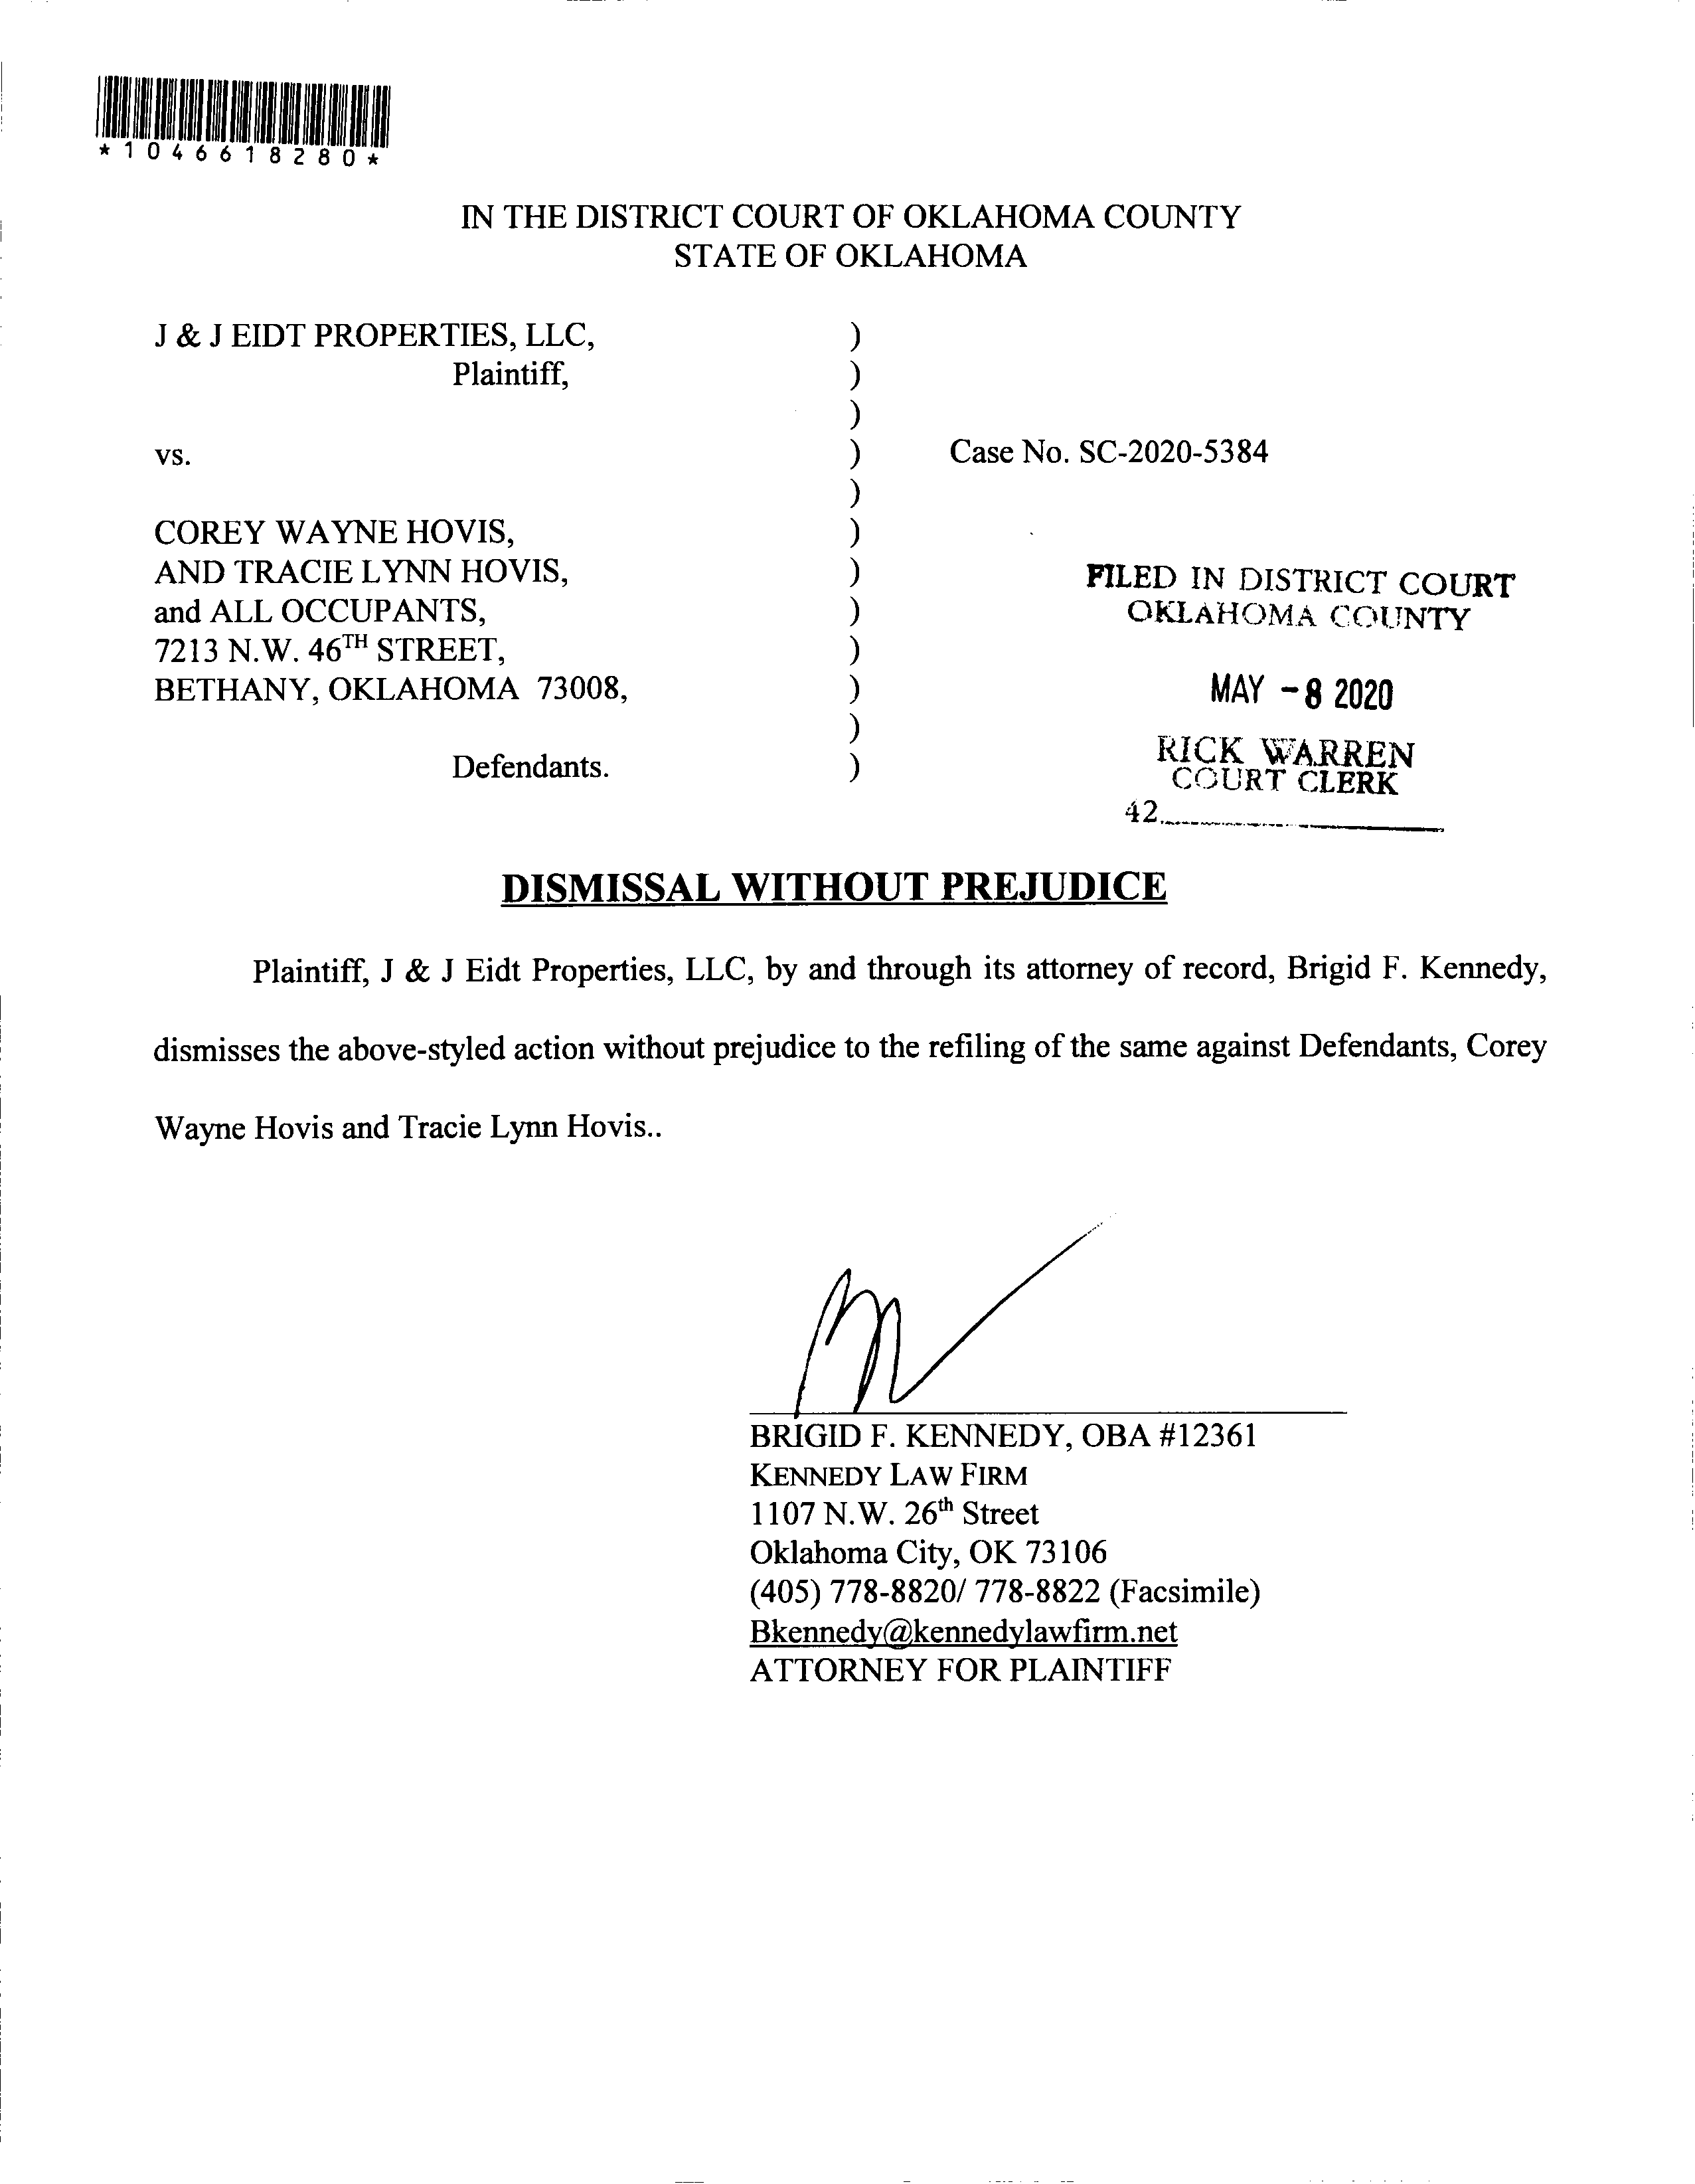 *1046618280*
IN THE DISTRICT COURT OF OKLAHOMA COUNTY
STATE OF OKLAHOMA
J & J EIDT PROPERTIES, LLC, )
Plaintiff, )
)
vs. ) Case No. SC-2020-5384
)
COREY WAYNE HOVIS, )
AND TRACIE LYNN HOVIS, )
and ALL OCCUPANTS, )
7213 N.W. 46TH STREET, )
BETHANY, OKLAHOMA 73008, )
)
Defendants. )
FILED IN DISTRICT COURT
OKLAHOMA COUNTY
MAY -8 2020
RICK WARREN
COURT CLERK
42
DISMISSAL WITHOUT PREJUDICE
Plaintiff, J & J Eidt Properties, LLC, by and through its attorney of record, Brigid F. Kennedy,
dismisses the above-styled action without prejudice to the refiling of the same against Defendants, Corey
Wayne Hovis and Tracie Lynn Hovis..
BRIGID F. KENNEDY, OBA #12361
KENNEDY LAW FIRM
1107 N.W. 26th Street
Oklahoma City, OK 73106
(405) 778-8820/ 778-8822 (Facsimile)
Bkennedy@kennedylawfirm.net
ATTORNEY FOR PLAINTIFF